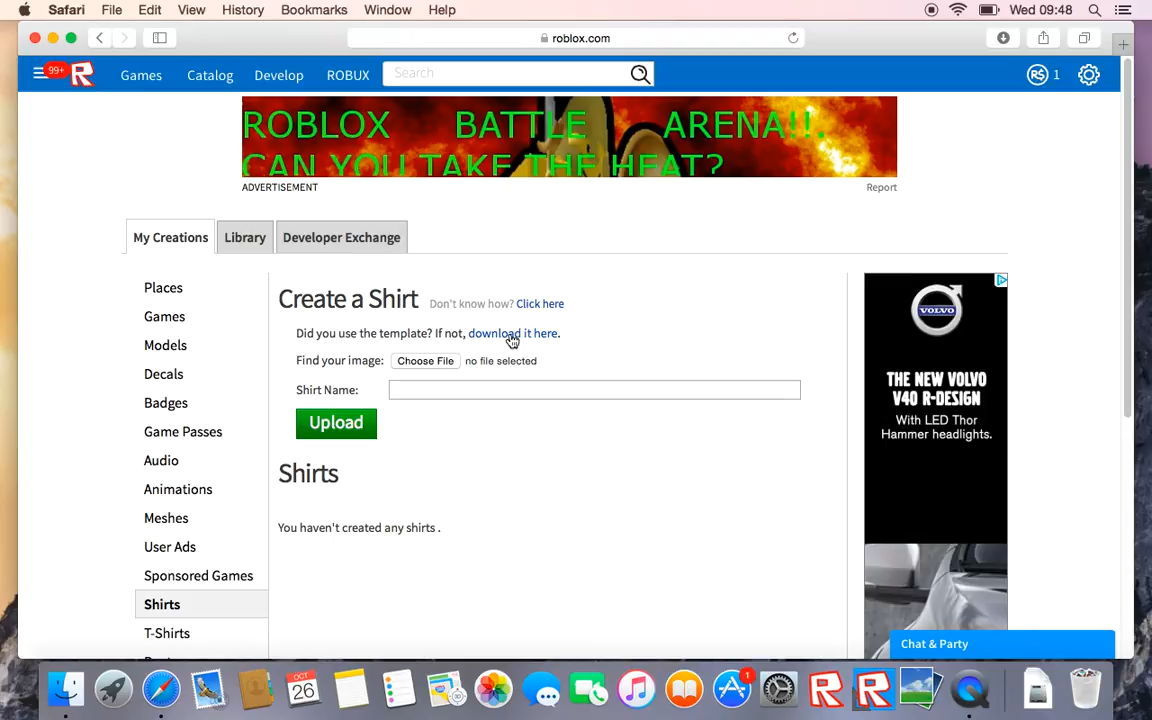 Safari File Edit View History Bookmarks Window Help Wed 09:48
roblox.com
99+ Games Catalog Develop ROBUX Search R$ 1
ROBLOX BATTLE ARENA!!.
CAN YOU TAKE THE HEAT?
ADVERTISEMENT Report
My Creations Library Developer Exchange
Places
Games
Models
Decals
Badges
Game Passes
Audio
Animations
Meshes
User Ads
Sponsored Games
Shirts
T-Shirts
Create a Shirt Don't know how? Click here
Did you use the template? If not, download it here.
Find your image: Choose File no file selected
Shirt Name:
Upload
Shirts
You haven't created any shirts .
VOLVO
THE NEW VOLVO
V40 R-DESIGN
With LED Thor
Hammer headlights.
Chat & Party
OCT
26
1